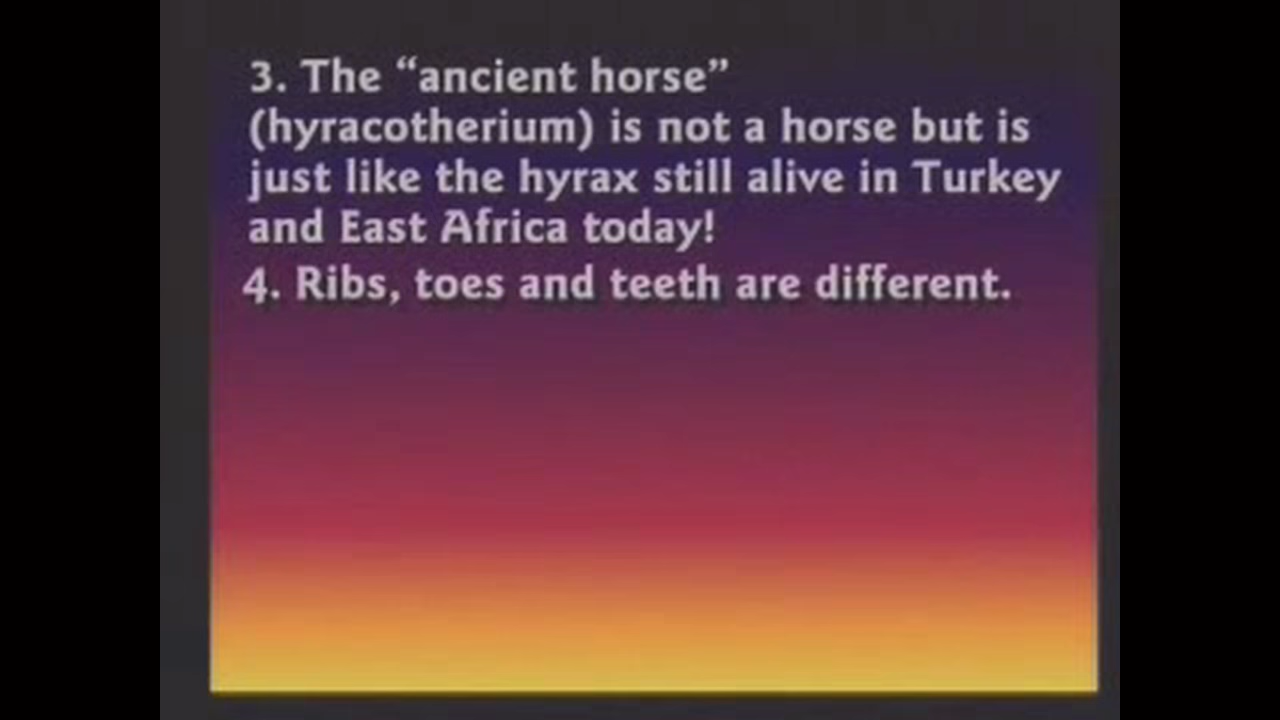 3. The “ancient horse”
(hyracotherium) is not a horse but is
just like the hyrax still alive in Turkey
and East Africa today!
4. Ribs, toes and teeth are different.